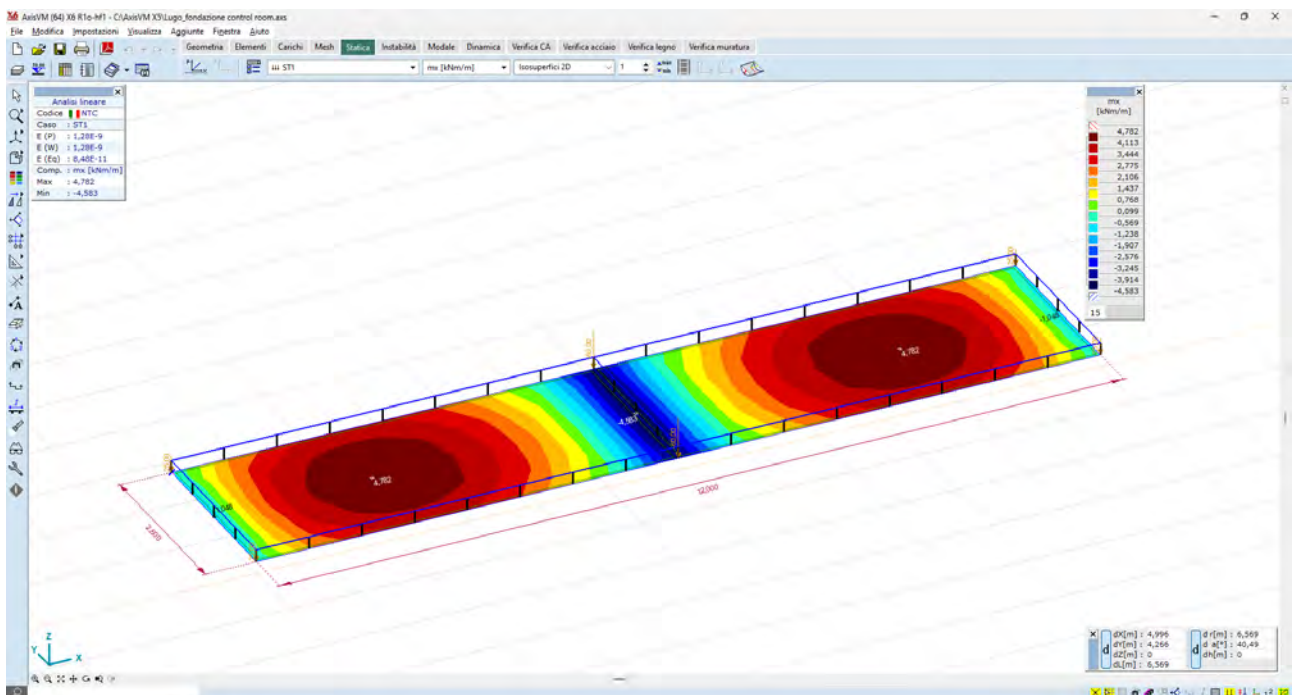 AxisVM (64) X6 R1o-hf1 - C:\AxisVM X5\Lugo_fondazione control room.axs
File Modifica Impostazioni Visualizza Aggiunte Finestra Aiuto
Geometria Elementi Carichi Mesh Statica Instabilità Modale Dinamica Verifica CA Verifica acciaio Verifica legno Verifica muratura
ST1 mx [kNm/m] Isosuperfici 2D 1
Analisi lineare
Codice NTC
Caso : ST1
E (P) : 1,28E-9
E (W) : 1,28E-9
E (Eq) : 8,48E-11
Comp. : mx [kNm/m]
Max : 4,782
Min : -4,583
mx
[kNm/m]
4,782
4,113
3,444
2,775
2,106
1,437
0,768
0,099
-0,569
-1,238
-1,907
-2,576
-3,245
-3,914
-4,583
15
-1,048
4,782
-4,583
4,782
12,000
2,600
Z
Y
X
d
dX[m] : 4,996
dY[m] : 4,266
dZ[m] : 0
dL[m] : 6,569
d
d r[m] : 6,569
d a[°] : 40,49
dh[m] : 0